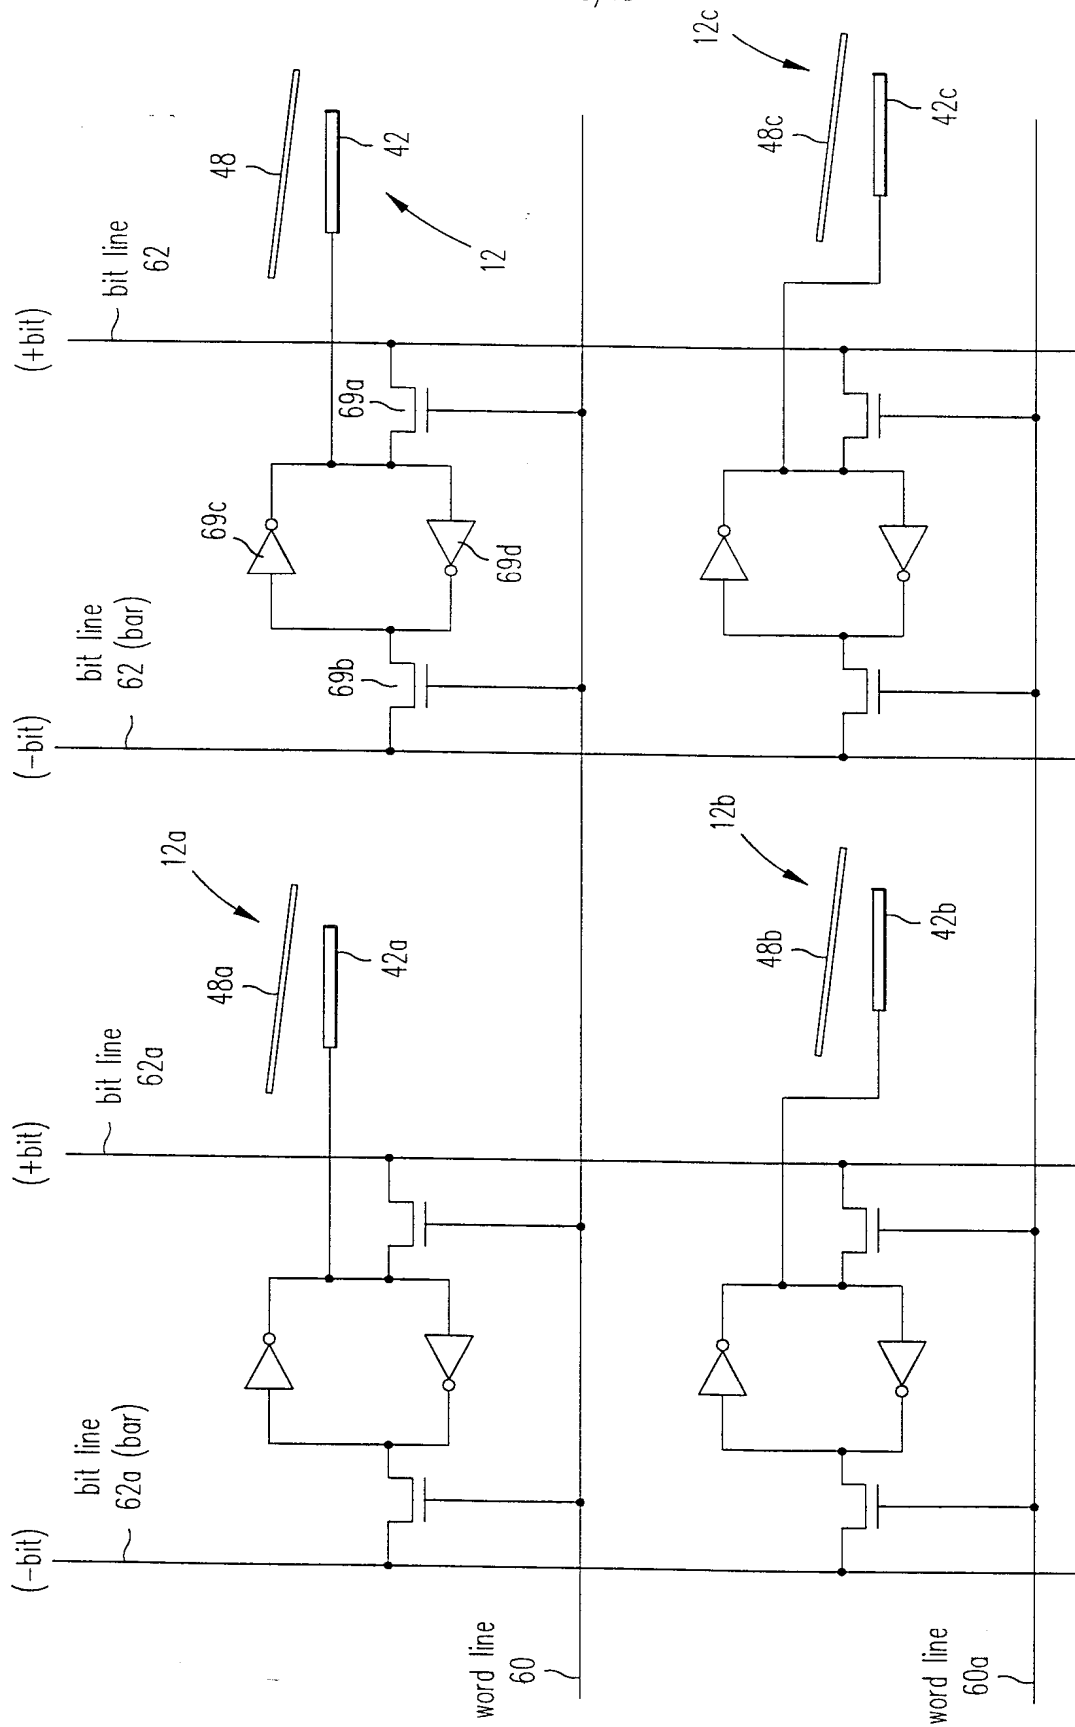 (−bit)
(+bit)
(−bit)
(+bit)
bit line
62a (bar)
bit line
62a
bit line
62 (bar)
bit line
62
12a
48a
42a
69c
69b
69d
69a
48
42
12
word line
60
48b
12b
42b
48c
12c
42c
word line
60a